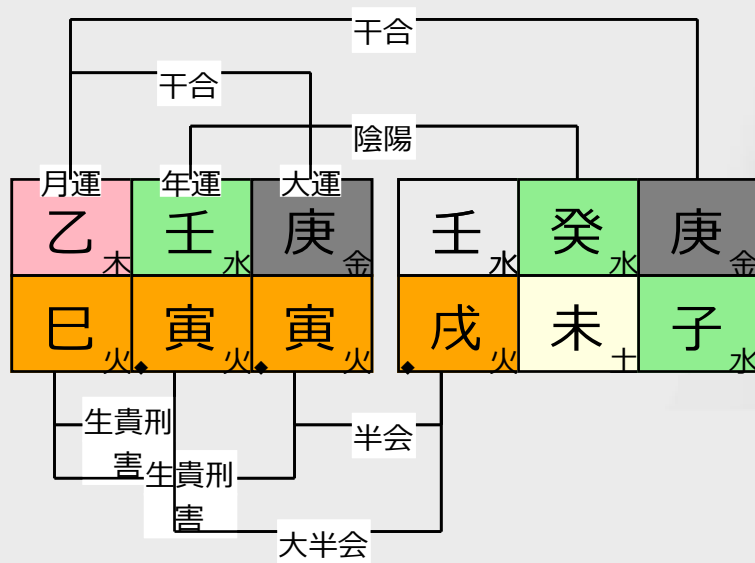 干合
干合
陰陽
月運 年運 大運
乙木 壬水 庚金 壬水 癸水 庚金
巳火 寅火 寅火 戌火 未土 子水
生貴刑
害
半会
生貴刑
害
大半会